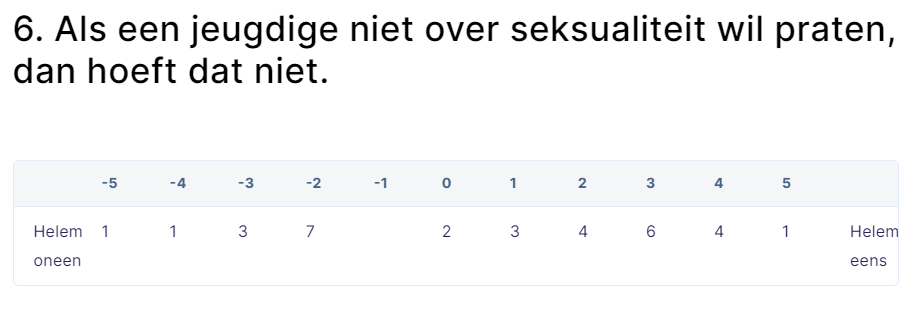 6. Als een jeugdige niet over seksualiteit wil praten,
dan hoeft dat niet.
-5 -4 -3 -2 -1 0 1 2 3 4 5
Helem 1 1 3 7 2 3 4 6 4 1 Helem
oneen eens